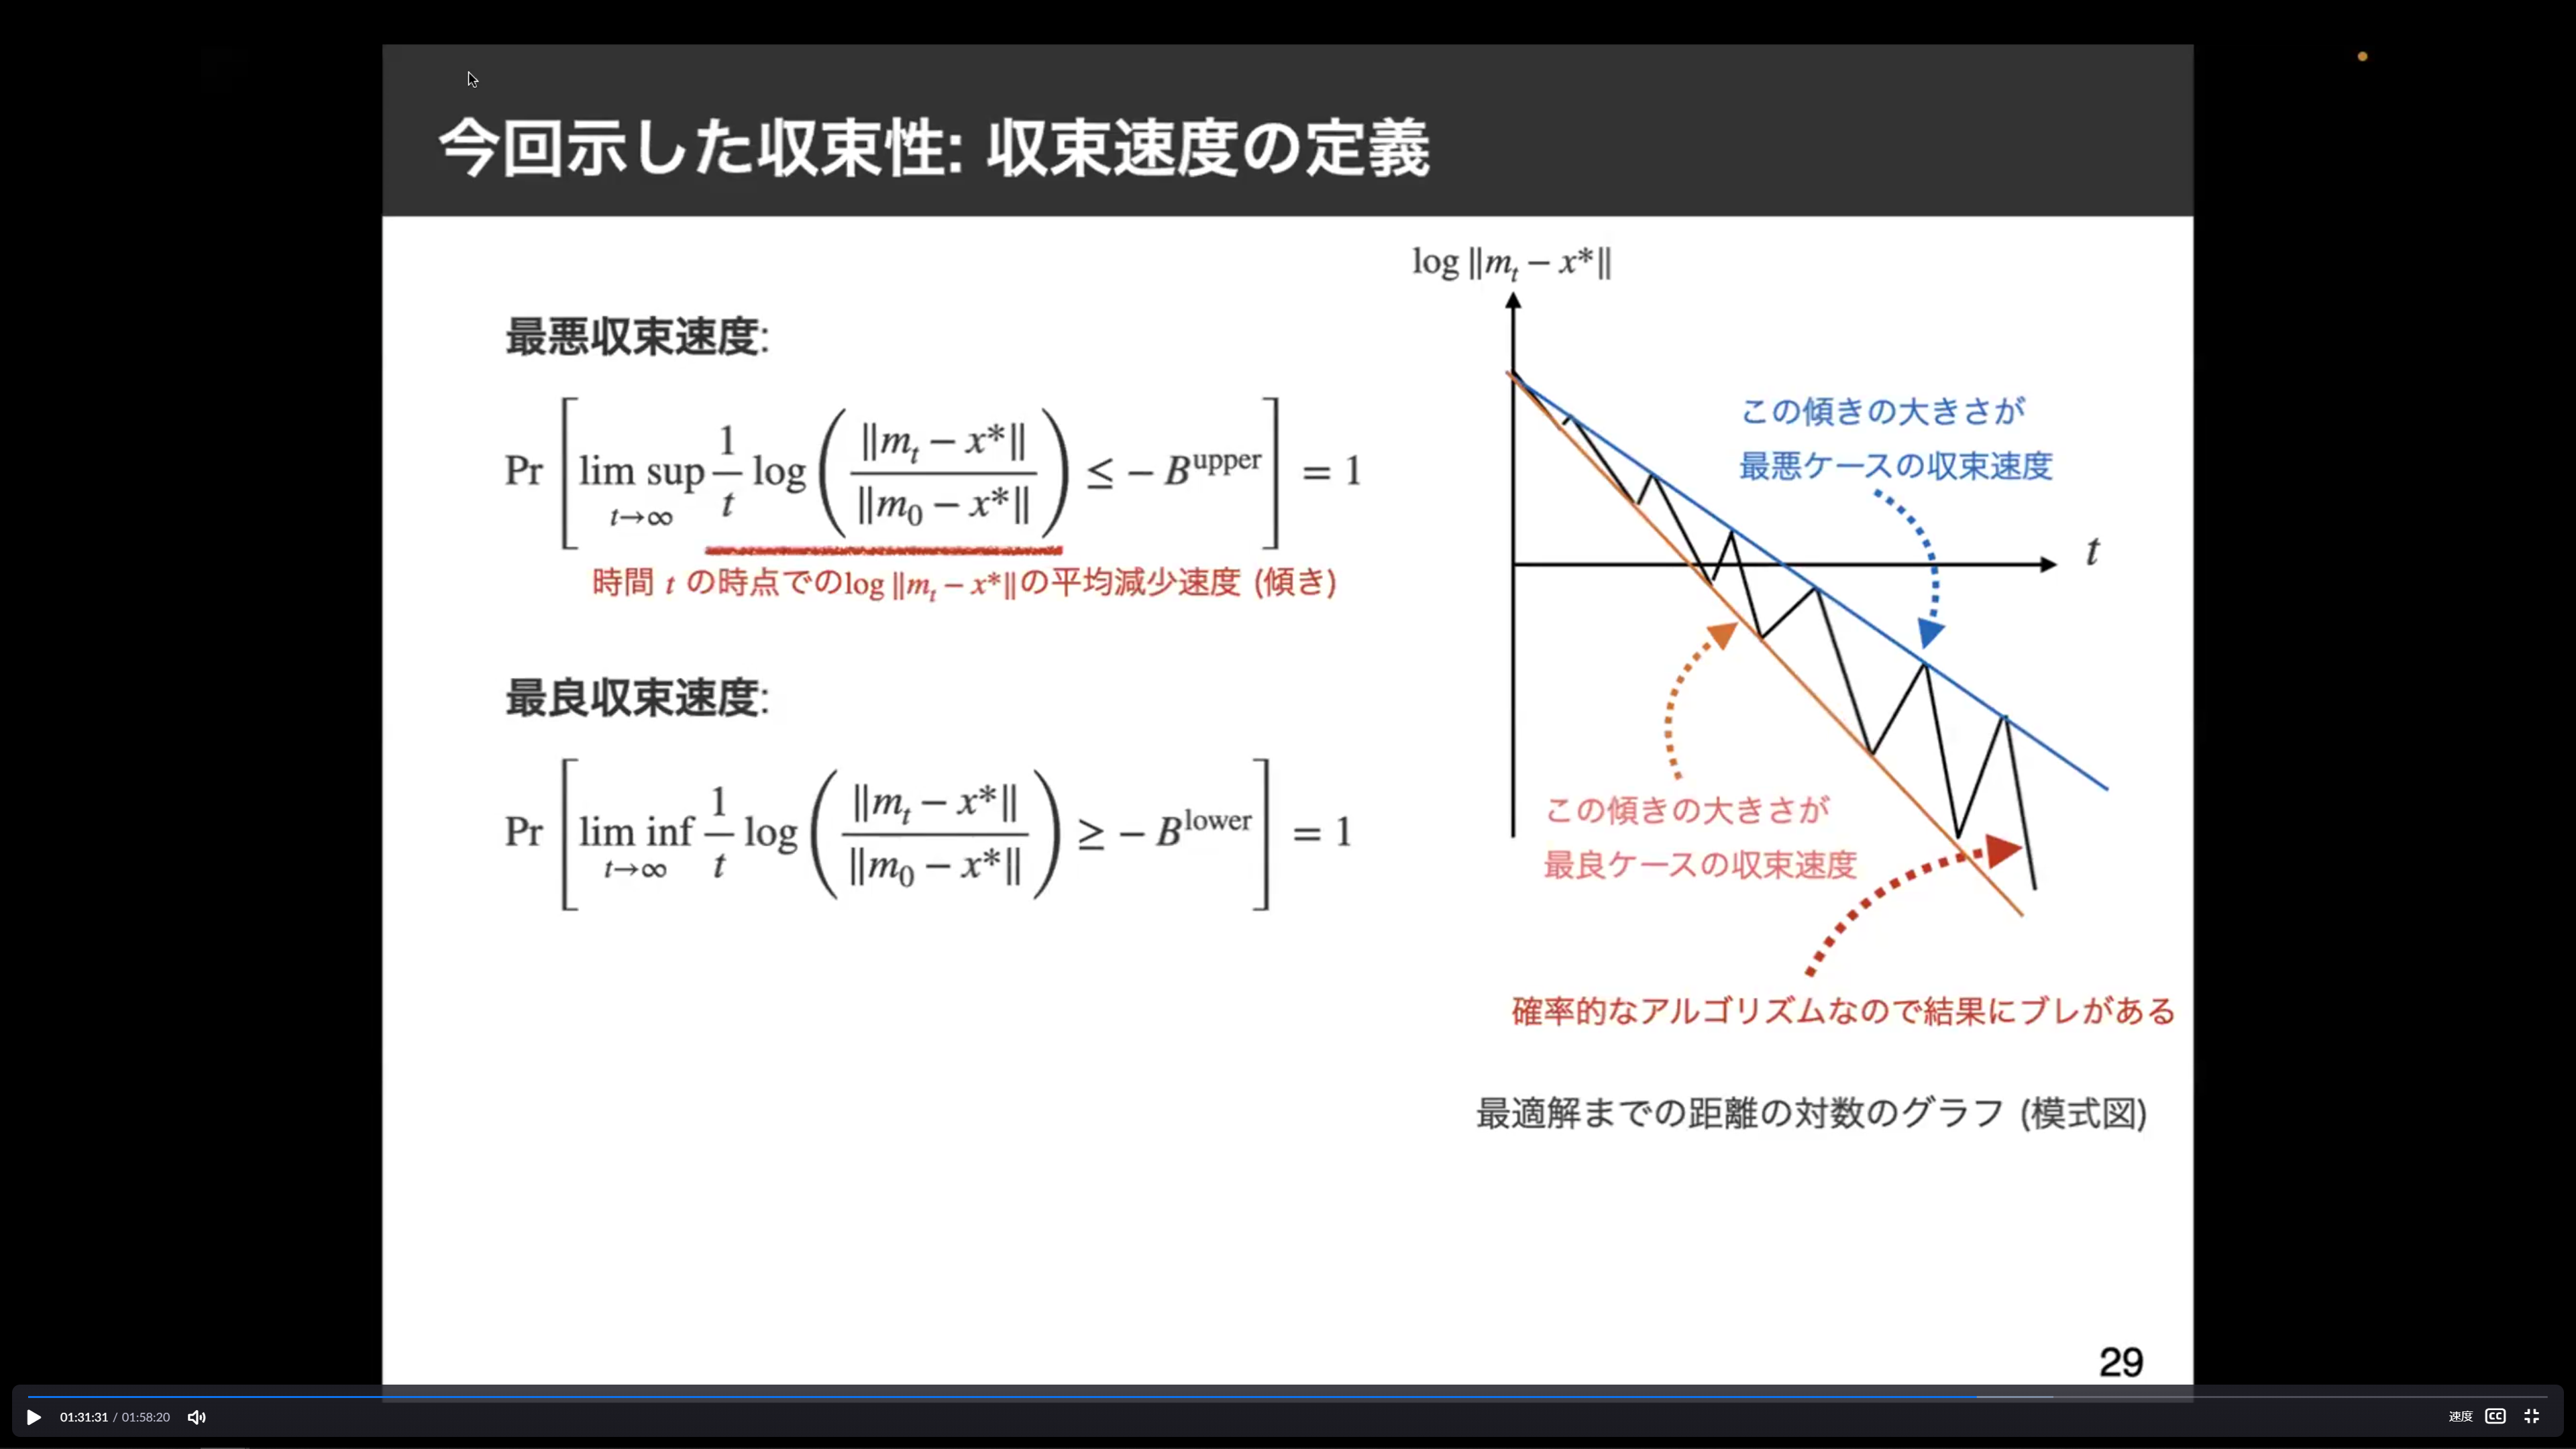 今回示した収束性: 収束速度の定義
最悪収束速度:
Pr [ lim sup_{t→∞} 1/t log ( ‖m_t − x*‖ / ‖m_0 − x*‖ ) ≤ − B^upper ] = 1
時間 t の時点でのlog ‖m_t − x*‖の平均減少速度 (傾き)
最良収束速度:
Pr [ lim inf_{t→∞} 1/t log ( ‖m_t − x*‖ / ‖m_0 − x*‖ ) ≥ − B^lower ] = 1
log ‖m_t − x*‖
この傾きの大きさが
最悪ケースの収束速度
t
この傾きの大きさが
最良ケースの収束速度
確率的なアルゴリズムなので結果にブレがある
最適解までの距離の対数のグラフ (模式図)
29
01:31:31 / 01:58:20
速度
CC